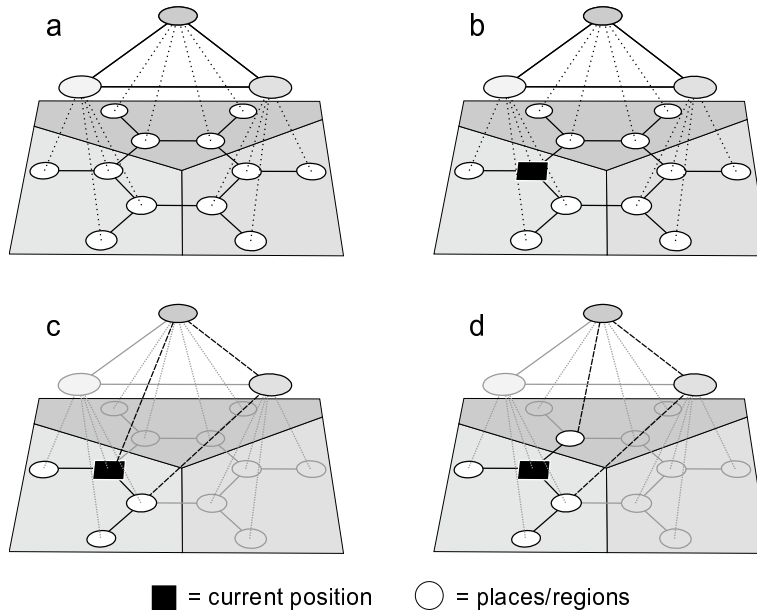 a
b
c
d
= current position
= places/regions